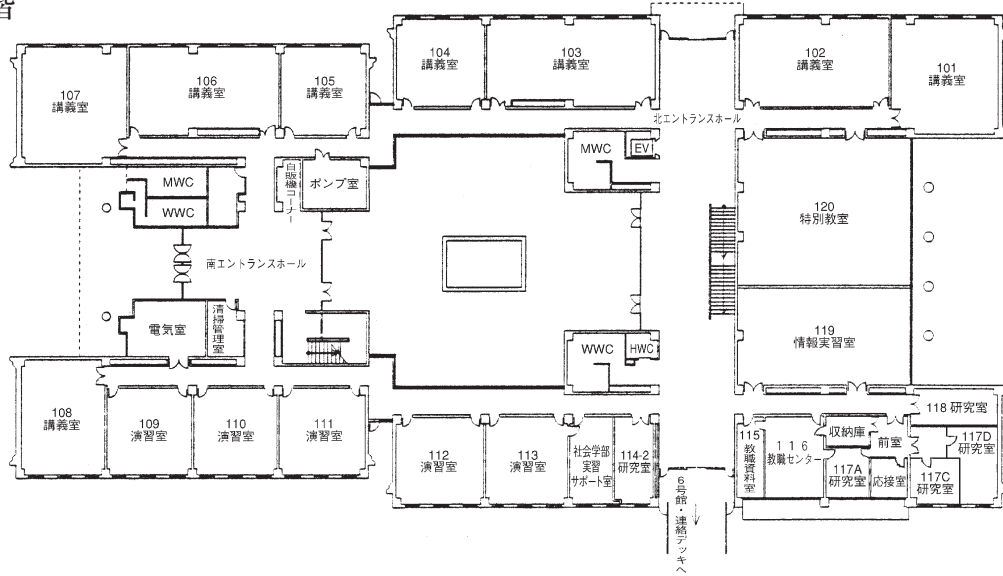 階
107
講義室
106
講義室
105
講義室
104
講義室
103
講義室
102
講義室
101
講義室
北エントランスホール
MWC
EV
MWC
WWC
自販機コーナー
ポンプ室
120
特別教室
南エントランスホール
電気室
清掃管理室
WWC
HWC
119
情報実習室
108
講義室
109
演習室
110
演習室
111
演習室
112
演習室
113
演習室
社会学部
実習
サポート室
114-2
研究室
115
教職資料室
116
教職センター
収納庫
前室
117A
研究室
応接室
118 研究室
117D
研究室
117C
研究室
6号館・連絡デッキへ